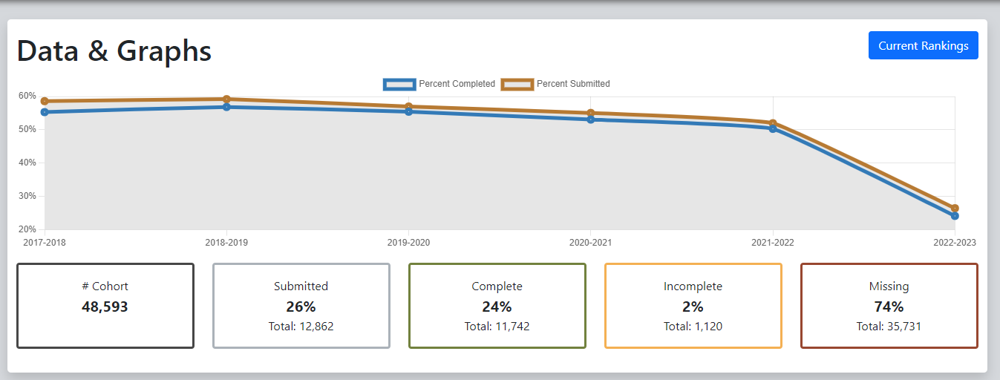 Data & Graphs
Current Rankings
Percent Completed Percent Submitted
60%
50%
40%
30%
20%
2017-2018 2018-2019 2019-2020 2020-2021 2021-2022 2022-2023
# Cohort
48,593
Submitted
26%
Total: 12,862
Complete
24%
Total: 11,742
Incomplete
2%
Total: 1,120
Missing
74%
Total: 35,731